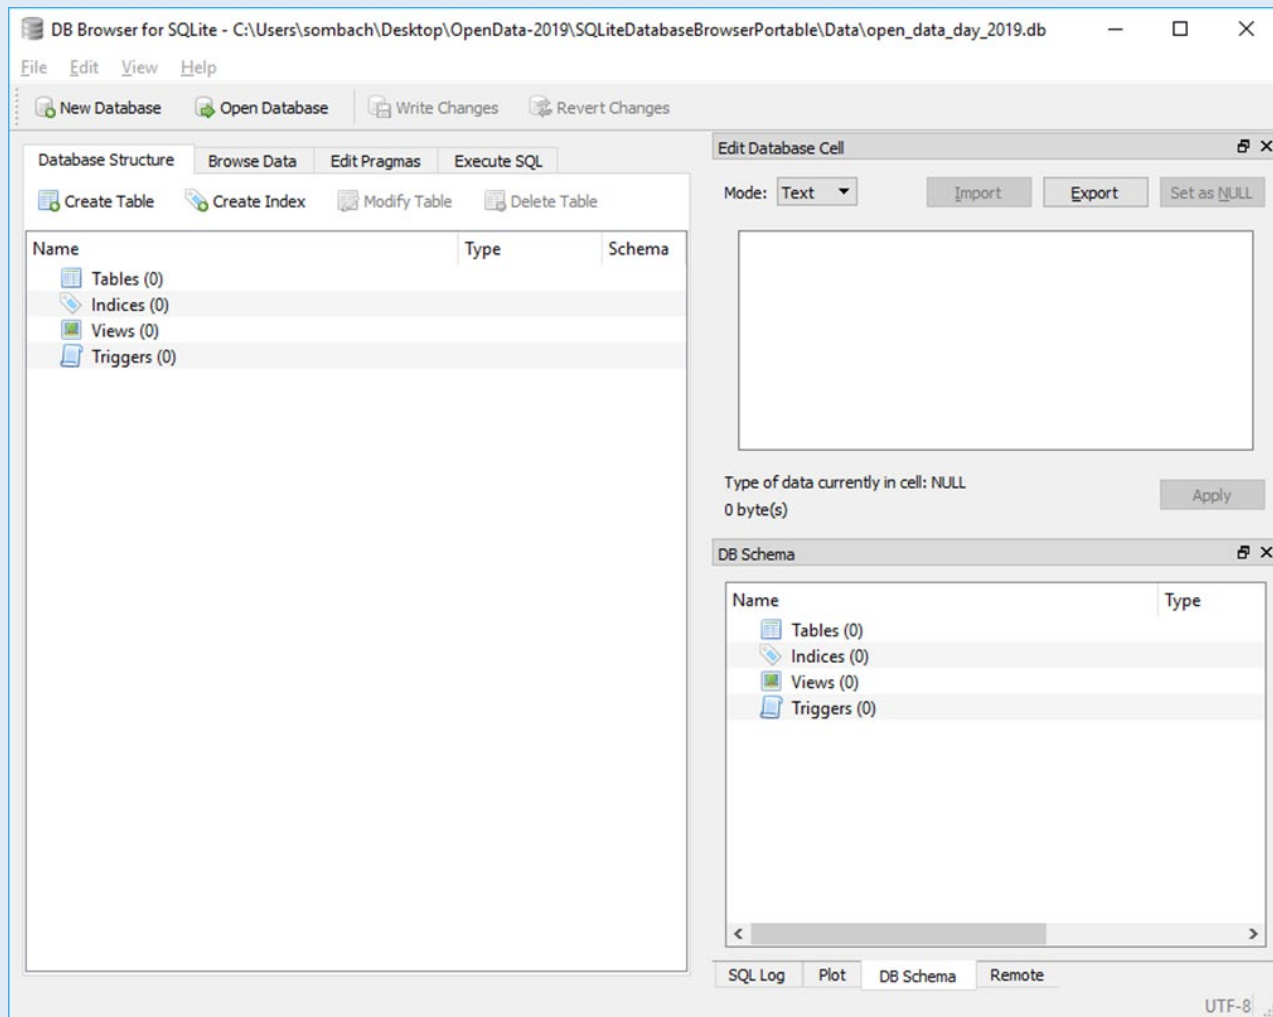 DB Browser for SQLite - C:\Users\sombach\Desktop\OpenData-2019\SQLiteDatabaseBrowserPortable\Data\open_data_day_2019.db
File Edit View Help
New Database Open Database Write Changes Revert Changes
Database Structure Browse Data Edit Pragmas Execute SQL
Create Table Create Index Modify Table Delete Table
Name Type Schema
Tables (0)
Indices (0)
Views (0)
Triggers (0)
Edit Database Cell
Mode: Text Import Export Set as NULL
Type of data currently in cell: NULL
0 byte(s)
Apply
DB Schema
Name Type
Tables (0)
Indices (0)
Views (0)
Triggers (0)
SQL Log Plot DB Schema Remote
UTF-8